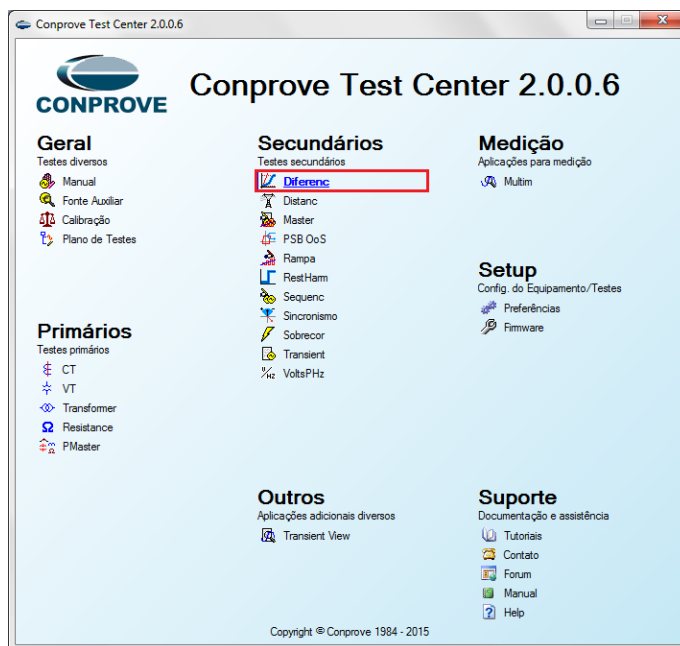 Conprove Test Center 2.0.0.6
CONPROVE
Conprove Test Center 2.0.0.6
Geral
Testes diversos
Manual
Fonte Auxiliar
Calibração
Plano de Testes
Primários
Testes primários
CT
VT
Transformer
Resistance
PMaster
Secundários
Testes secundários
Diferenc
Distanc
Master
PSB OoS
Rampa
RestHarm
Sequenc
Sincronismo
Sobrecor
Transient
VoltsPHz
Outros
Aplicações adicionais diversos
Transient View
Medição
Aplicações para medição
Multim
Setup
Config. do Equipamento/Testes
Preferências
Firmware
Suporte
Documentação e assistência
Tutoriais
Contato
Forum
Manual
Help
Copyright © Conprove 1984 - 2015